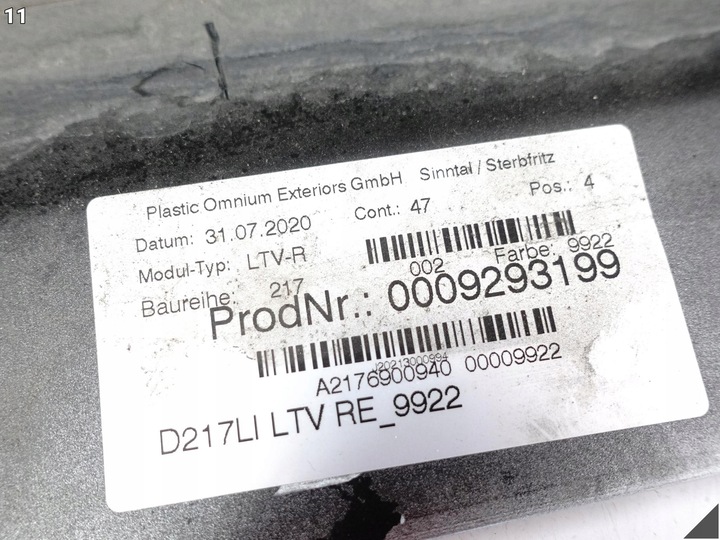 11
Plastic Omnium Exteriors GmbH Sinntal / Sterbfritz
Datum: 31.07.2020 Cont.: 47 Pos.: 4
Modul-Typ: LTV-R
002 Farbe: 9922
Baureihe: 217
ProdNr.: 0009293199
J20213000994
A2176900940 00009922
D217LI LTV RE_9922